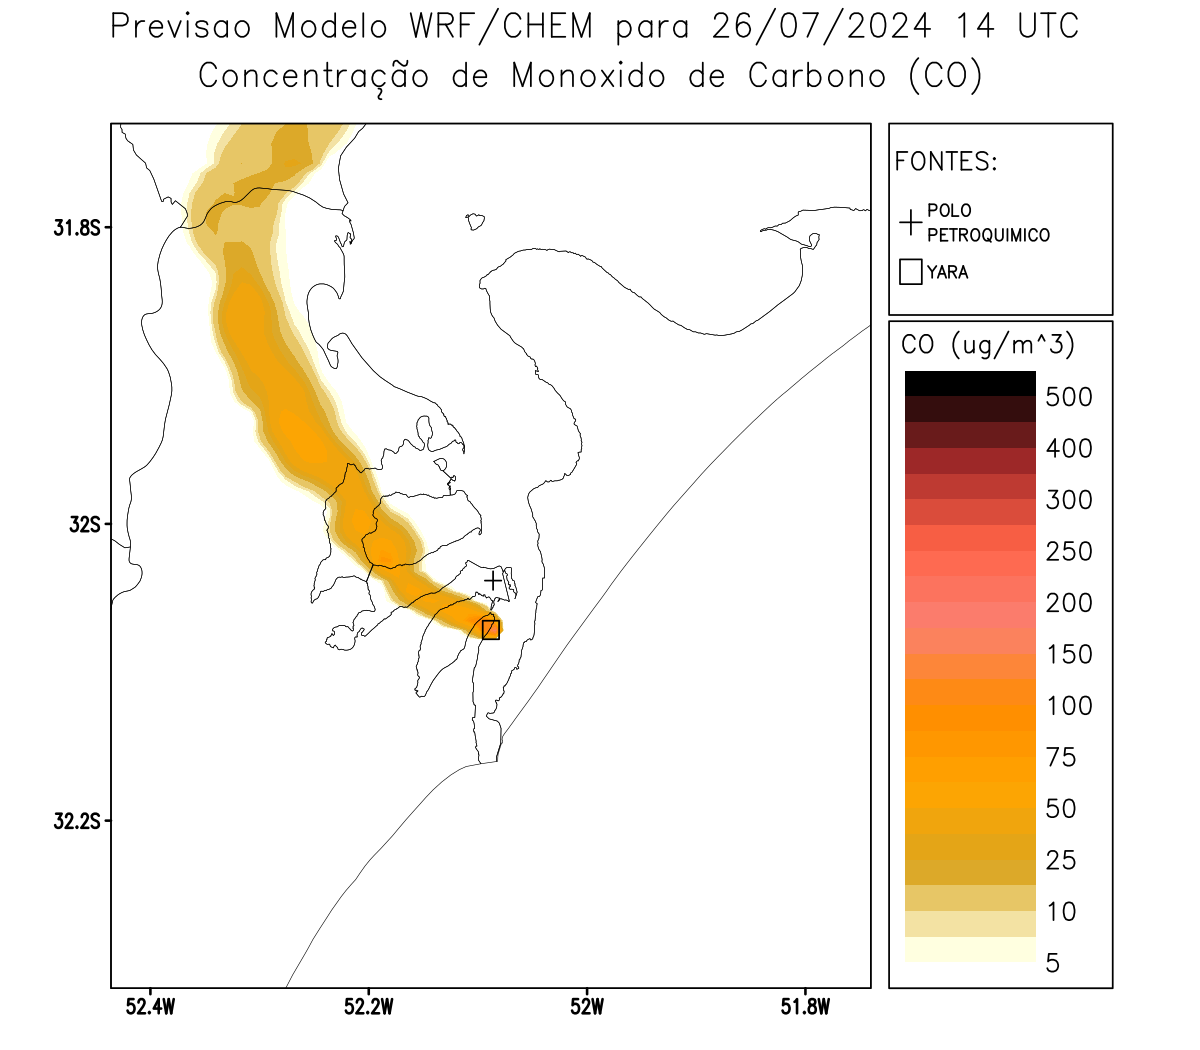 Previsao Modelo WRF/CHEM para 26/07/2024 14 UTC
Concentração de Monoxido de Carbono (CO)
FONTES:
POLO
PETROQUIMICO
YARA
CO (ug/m^3)
500
400
300
250
200
150
100
75
50
25
10
5
31.8S
32S
32.2S
52.4W
52.2W
52W
51.8W